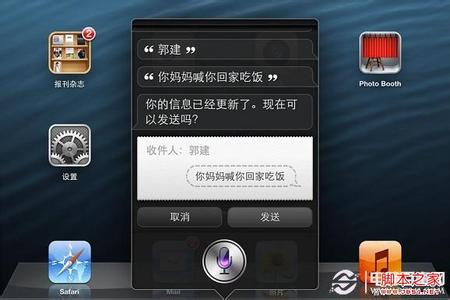 2
报刊杂志
Photo Booth
设置
“ 郭建 ”
“ 你妈妈喊你回家吃饭 ”
你的信息已经更新了。现在可
以发送吗?
收件人：郭建
你妈妈喊你回家吃饭
取消
发送
Safari
Mail
照片
脚本之家